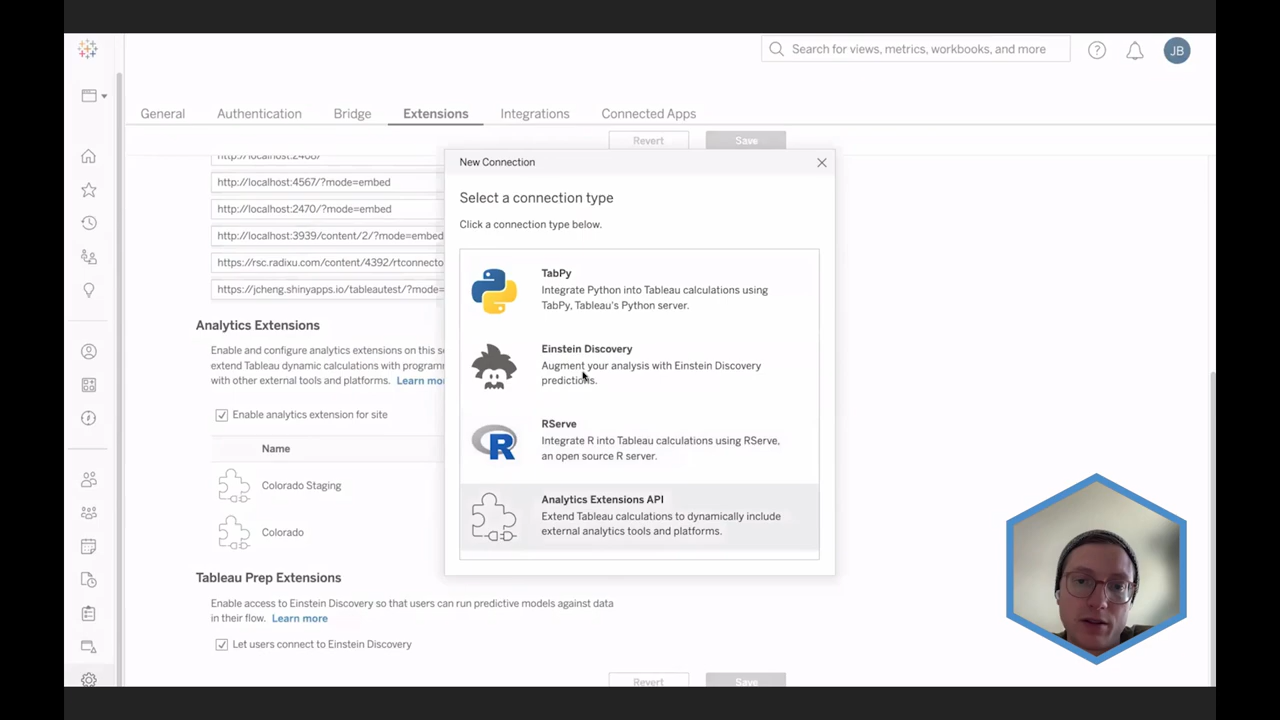 Search for views, metrics, workbooks, and more
?
JB
General
Authentication
Bridge
Extensions
Integrations
Connected Apps
Revert
Save
http://localhost:2468/
http://localhost:4567/?mode=embed
http://localhost:2470/?mode=embed
http://localhost:3939/content/2/?mode=embed
https://rsc.radixu.com/content/4392/rtconnecto
https://jcheng.shinyapps.io/tableautest/?mode=
Analytics Extensions
Enable and configure analytics extensions on this se
extend Tableau dynamic calculations with programm
with other external tools and platforms. Learn mo
Enable analytics extension for site
Name
Colorado Staging
Colorado
Tableau Prep Extensions
Enable access to Einstein Discovery so that users can run predictive models against data
in their flow. Learn more
Let users connect to Einstein Discovery
Revert
Save
New Connection
Select a connection type
Click a connection type below.
TabPy
Integrate Python into Tableau calculations using
TabPy, Tableau's Python server.
Einstein Discovery
Augment your analysis with Einstein Discovery
predictions.
RServe
Integrate R into Tableau calculations using RServe,
an open source R server.
R
Analytics Extensions API
Extend Tableau calculations to dynamically include
external analytics tools and platforms.